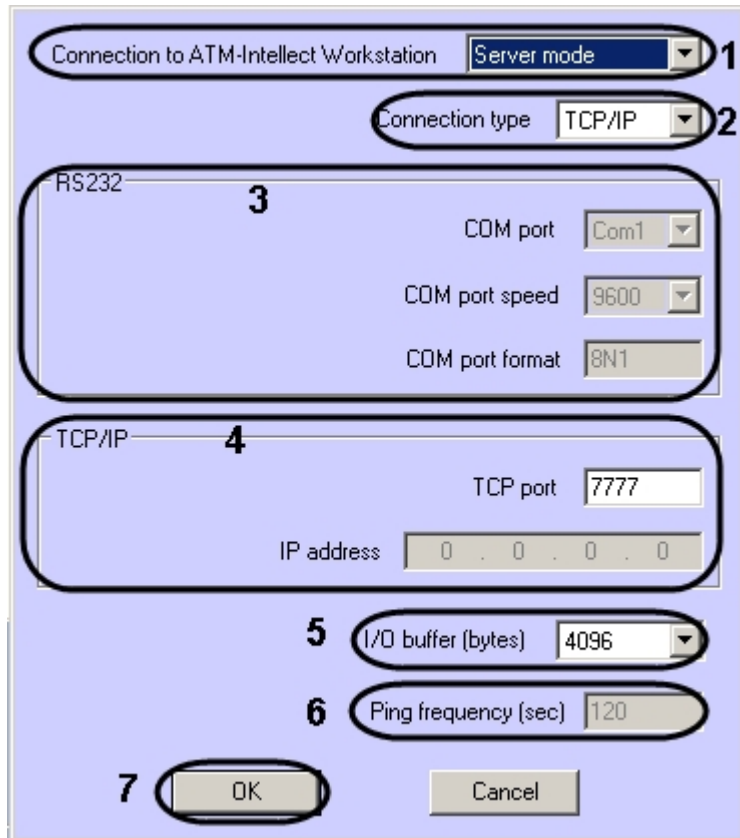 Connection to ATM-Intellect Workstation Server mode 1
Connection type TCP/IP 2
RS232
3
COM port Com1
COM port speed 9600
COM port format 8N1
TCP/IP
4
TCP port 7777
IP address 0 . 0 . 0 . 0
5 I/O buffer (bytes) 4096
6 Ping frequency (sec) 120
7 OK Cancel